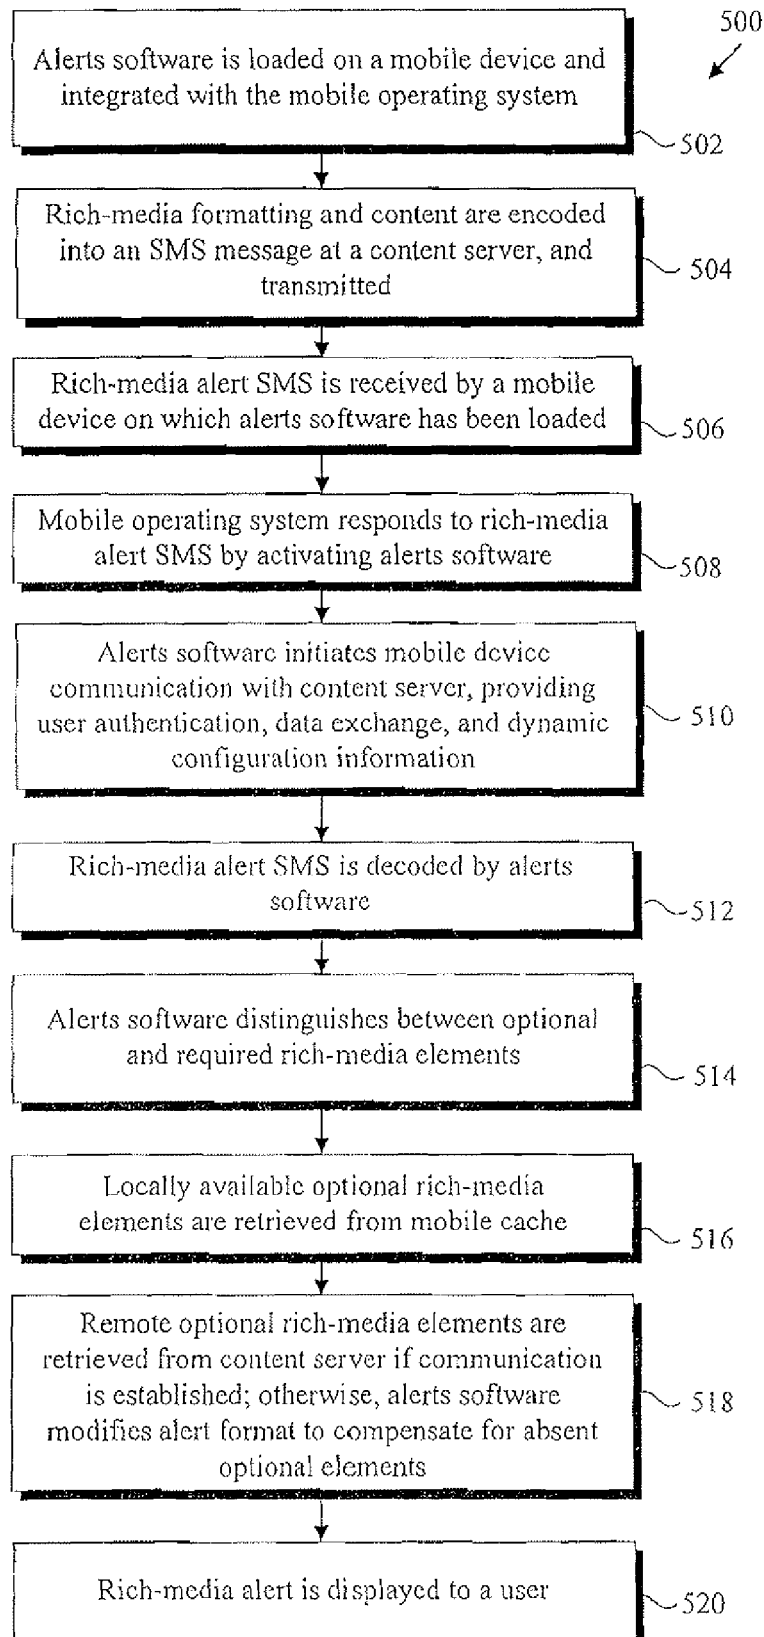 500
Alerts software is loaded on a mobile device and
integrated with the mobile operating system
502
Rich-media formatting and content are encoded
into an SMS message at a content server, and
transmitted
504
Rich-media alert SMS is received by a mobile
device on which alerts software has been loaded
506
Mobile operating system responds to rich-media
alert SMS by activating alerts software
508
Alerts software initiates mobile device
communication with content server, providing
user authentication, data exchange, and dynamic
configuration information
510
Rich-media alert SMS is decoded by alerts
software
512
Alerts software distinguishes between optional
and required rich-media elements
514
Locally available optional rich-media
elements are retrieved from mobile cache
516
Remote optional rich-media elements are
retrieved from content server if communication
is established; otherwise, alerts software
modifies alert format to compensate for absent
optional elements
518
Rich-media alert is displayed to a user
520